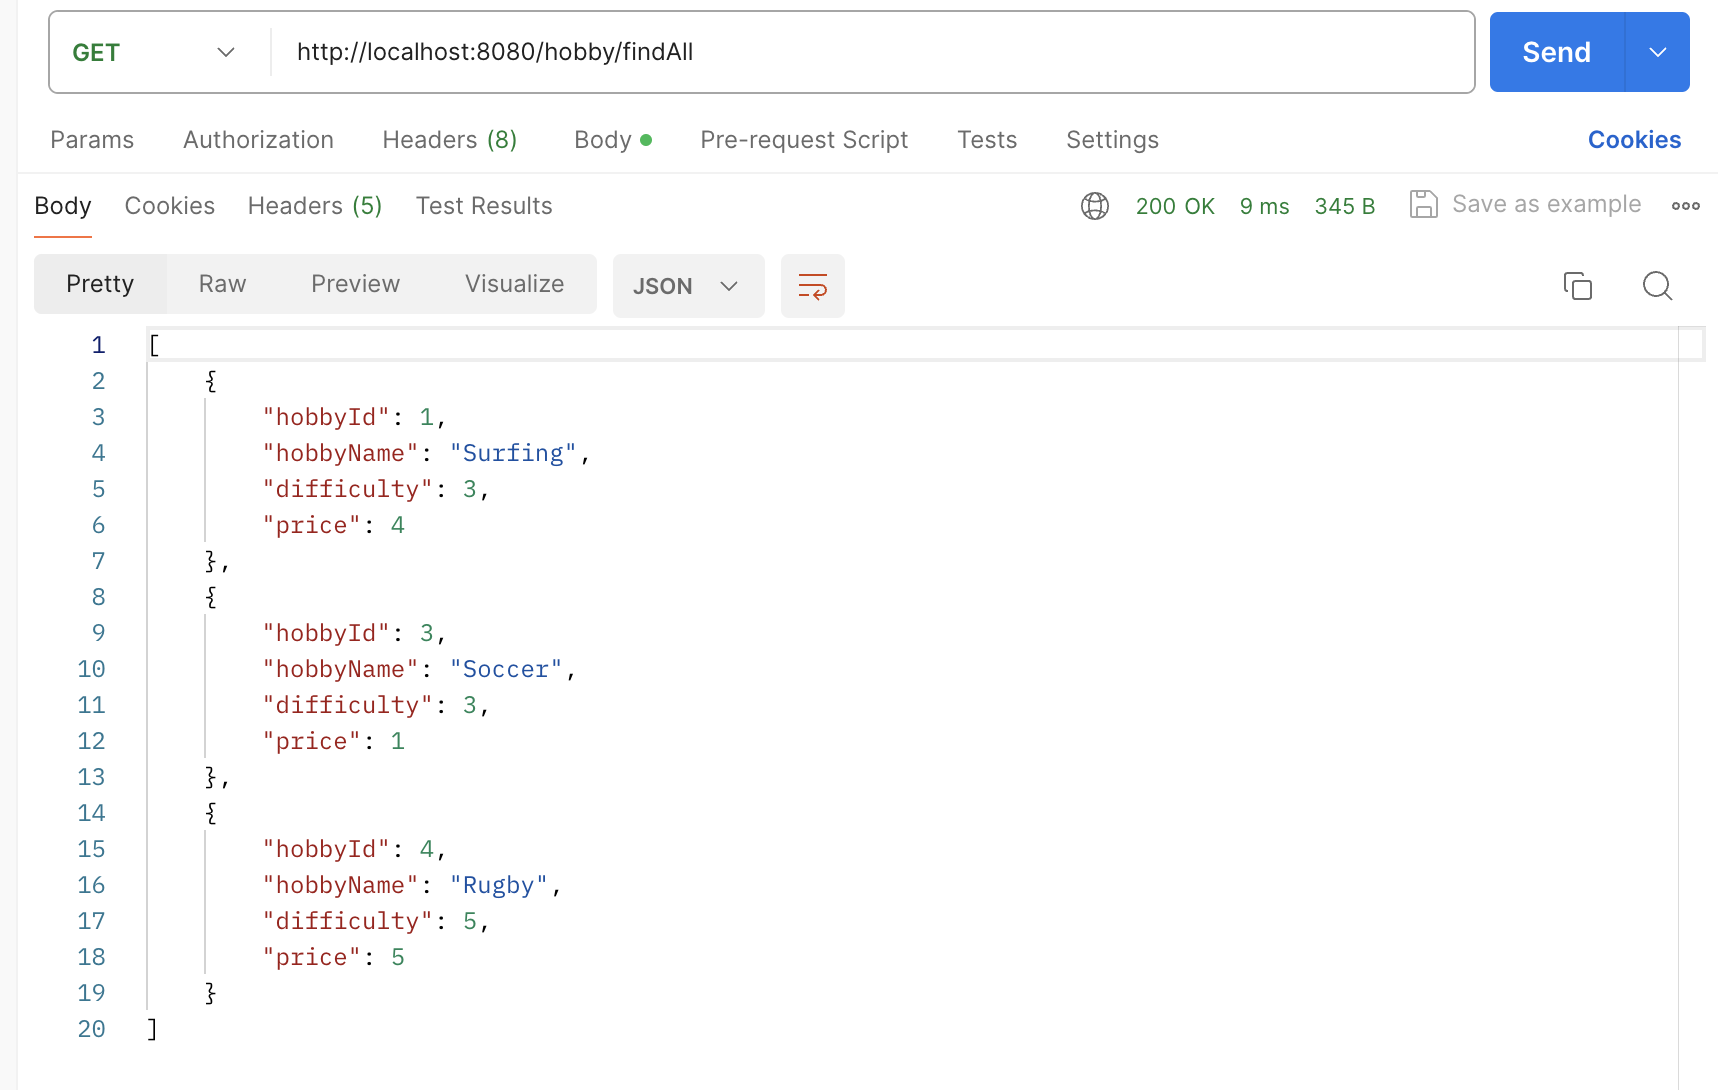 GET http://localhost:8080/hobby/findAll Send
Params Authorization Headers (8) Body Pre-request Script Tests Settings Cookies
Body Cookies Headers (5) Test Results 200 OK 9 ms 345 B Save as example
Pretty Raw Preview Visualize JSON
1 [
2 {
3 "hobbyId": 1,
4 "hobbyName": "Surfing",
5 "difficulty": 3,
6 "price": 4
7 },
8 {
9 "hobbyId": 3,
10 "hobbyName": "Soccer",
11 "difficulty": 3,
12 "price": 1
13 },
14 {
15 "hobbyId": 4,
16 "hobbyName": "Rugby",
17 "difficulty": 5,
18 "price": 5
19 }
20 ]